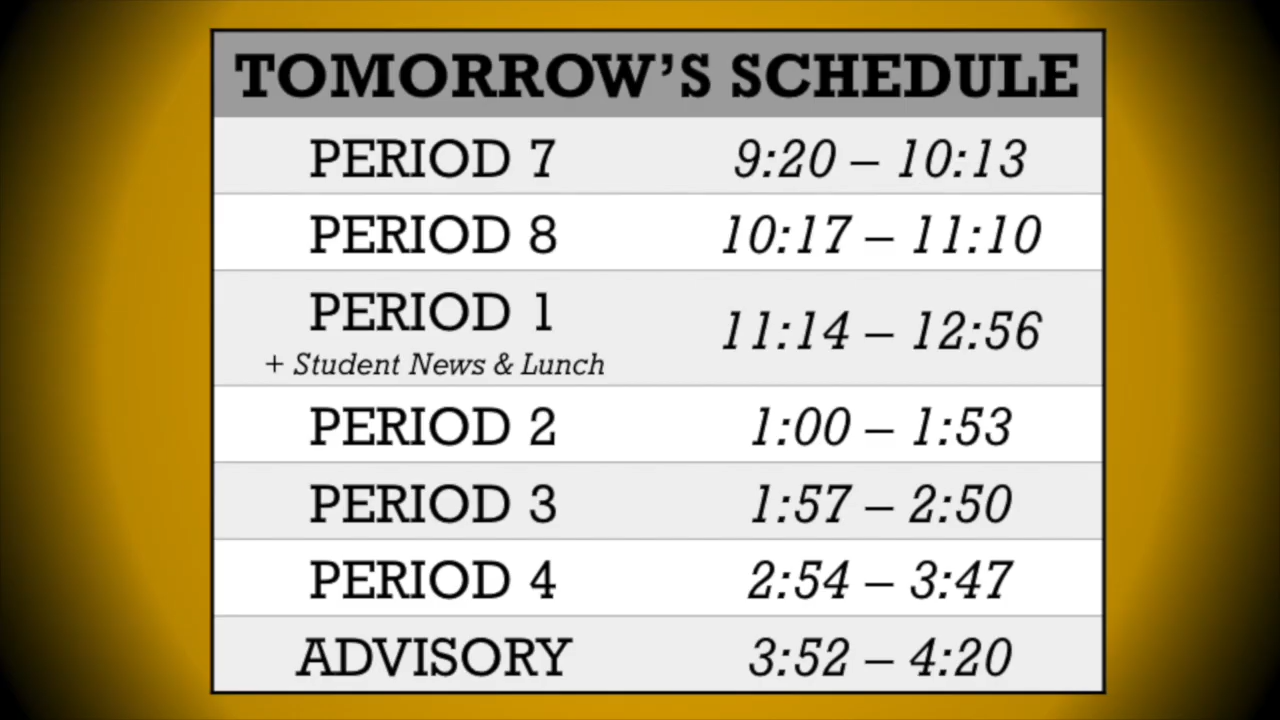 TOMORROW'S SCHEDULE
PERIOD 7 9:20 – 10:13
PERIOD 8 10:17 – 11:10
PERIOD 1 11:14 – 12:56
+ Student News & Lunch
PERIOD 2 1:00 – 1:53
PERIOD 3 1:57 – 2:50
PERIOD 4 2:54 – 3:47
ADVISORY 3:52 – 4:20